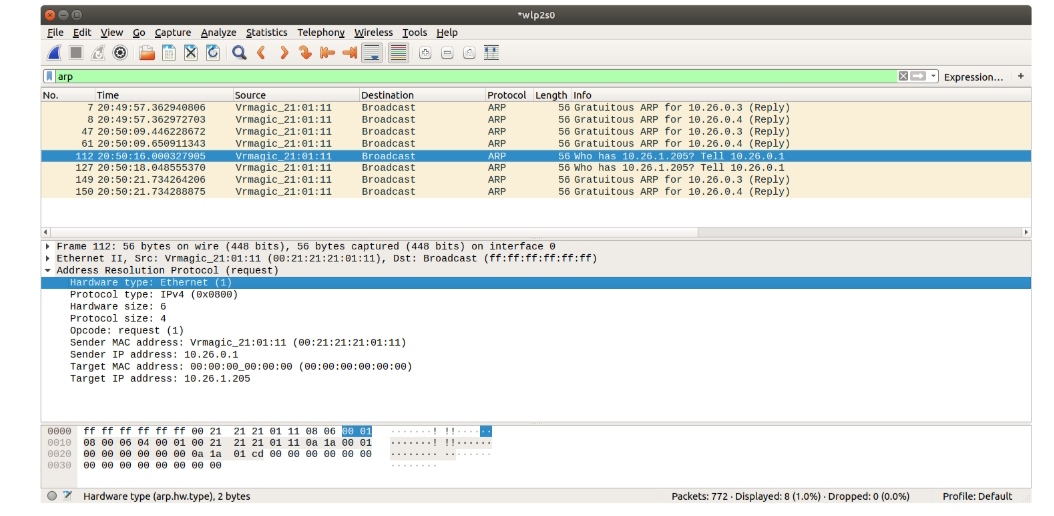 *wlp2s0
File Edit View Go Capture Analyze Statistics Telephony Wireless Tools Help
arp Expression... +
No. Time Source Destination Protocol Length Info
7 20:49:57.362940806 Vrmagic_21:01:11 Broadcast ARP 56 Gratuitous ARP for 10.26.0.3 (Reply)
8 20:49:57.362972703 Vrmagic_21:01:11 Broadcast ARP 56 Gratuitous ARP for 10.26.0.4 (Reply)
47 20:50:09.446228672 Vrmagic_21:01:11 Broadcast ARP 56 Gratuitous ARP for 10.26.0.3 (Reply)
61 20:50:09.650911343 Vrmagic_21:01:11 Broadcast ARP 56 Gratuitous ARP for 10.26.0.4 (Reply)
112 20:50:16.000327905 Vrmagic_21:01:11 Broadcast ARP 56 Who has 10.26.1.205? Tell 10.26.0.1
127 20:50:18.048555370 Vrmagic_21:01:11 Broadcast ARP 56 Who has 10.26.1.205? Tell 10.26.0.1
149 20:50:21.734264206 Vrmagic_21:01:11 Broadcast ARP 56 Gratuitous ARP for 10.26.0.3 (Reply)
150 20:50:21.734288875 Vrmagic_21:01:11 Broadcast ARP 56 Gratuitous ARP for 10.26.0.4 (Reply)
Frame 112: 56 bytes on wire (448 bits), 56 bytes captured (448 bits) on interface 0
Ethernet II, Src: Vrmagic_21:01:11 (00:21:21:21:01:11), Dst: Broadcast (ff:ff:ff:ff:ff:ff)
Address Resolution Protocol (request)
Hardware type: Ethernet (1)
Protocol type: IPv4 (0x0800)
Hardware size: 6
Protocol size: 4
Opcode: request (1)
Sender MAC address: Vrmagic_21:01:11 (00:21:21:21:01:11)
Sender IP address: 10.26.0.1
Target MAC address: 00:00:00_00:00:00 (00:00:00:00:00:00)
Target IP address: 10.26.1.205
0000 ff ff ff ff ff ff 00 21 21 21 01 11 08 06 00 01 .......! !!......
0010 08 00 06 04 00 01 00 21 21 21 01 11 0a 1a 00 01 .......! !!......
0020 00 00 00 00 00 00 0a 1a 01 cd 00 00 00 00 00 00 ........ ........
0030 00 00 00 00 00 00 00 00 ........
Hardware type (arp.hw.type), 2 bytes Packets: 772 · Displayed: 8 (1.0%) · Dropped: 0 (0.0%) Profile: Default